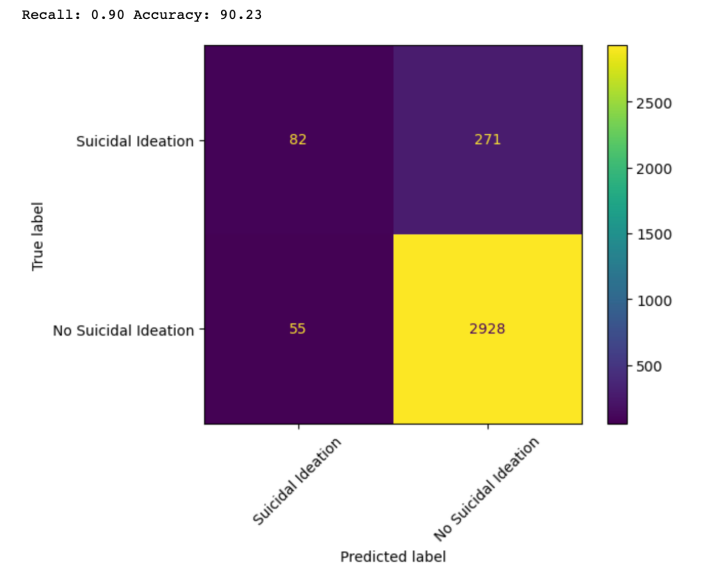 Recall: 0.90 Accuracy: 90.23
Suicidal Ideation
82
271
No Suicidal Ideation
55
2928
Suicidal Ideation
No Suicidal Ideation
True label
Predicted label
2500
2000
1500
1000
500